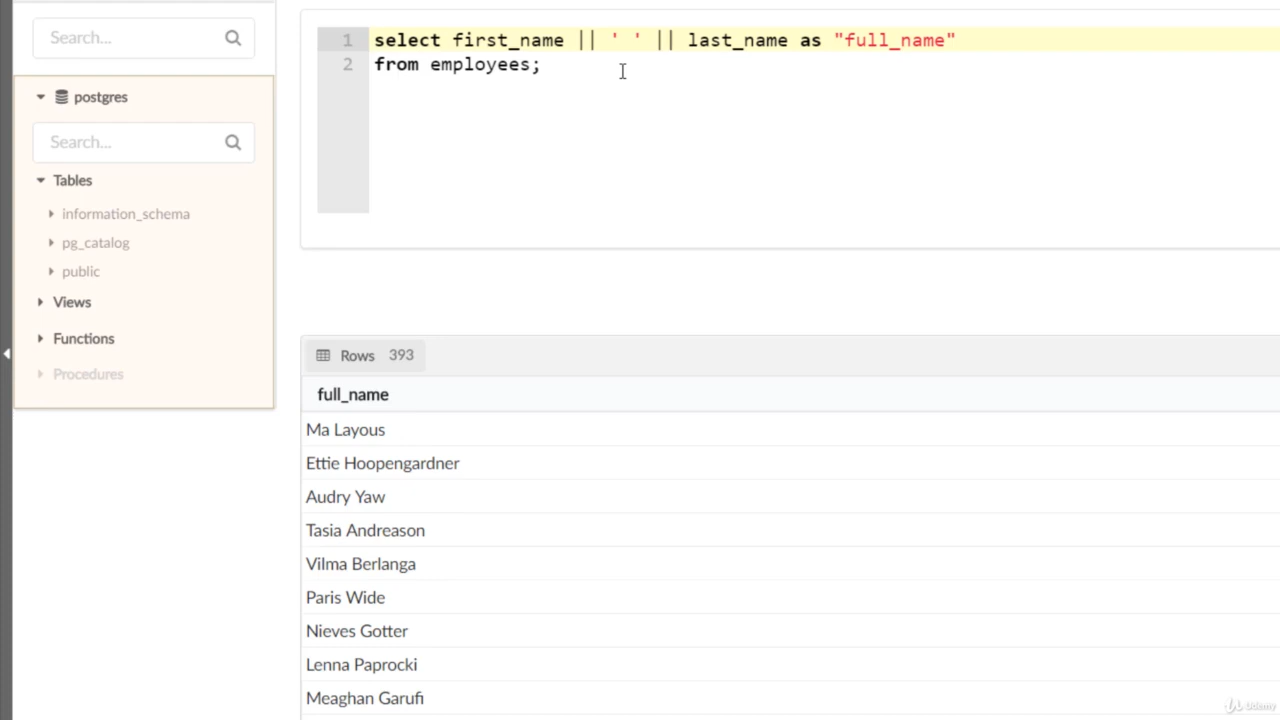 Search...
postgres
Search...
Tables
information_schema
pg_catalog
public
Views
Functions
Procedures
1 select first_name || ' ' || last_name as "full_name"
2 from employees;
Rows 393
full_name
Ma Layous
Ettie Hoopengardner
Audry Yaw
Tasia Andreason
Vilma Berlanga
Paris Wide
Nieves Gotter
Lenna Paprocki
Meaghan Garufi
Udemy